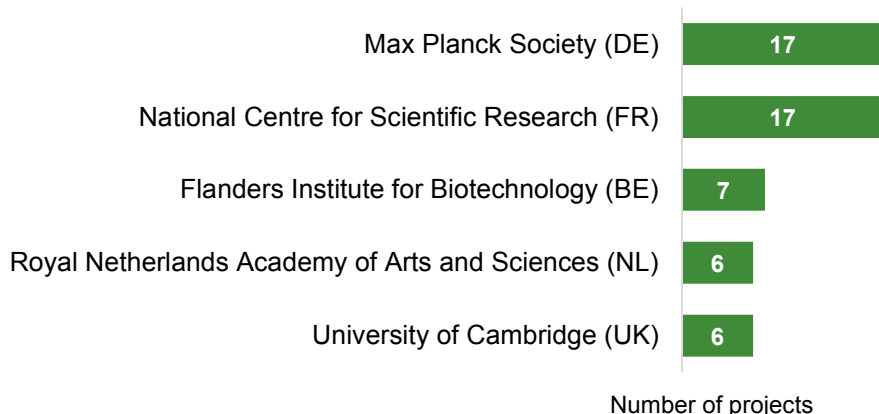 Max Planck Society (DE) 17
National Centre for Scientific Research (FR) 17
Flanders Institute for Biotechnology (BE) 7
Royal Netherlands Academy of Arts and Sciences (NL) 6
University of Cambridge (UK) 6
Number of projects